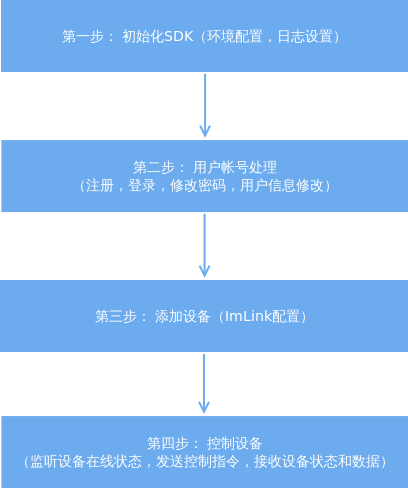 第一步： 初始化SDK（环境配置，日志设置）
第二步： 用户帐号处理
（注册，登录，修改密码，用户信息修改）
第三步： 添加设备（ImLink配置）
第四步： 控制设备
（监听设备在线状态，发送控制指令，接收设备状态和数据）